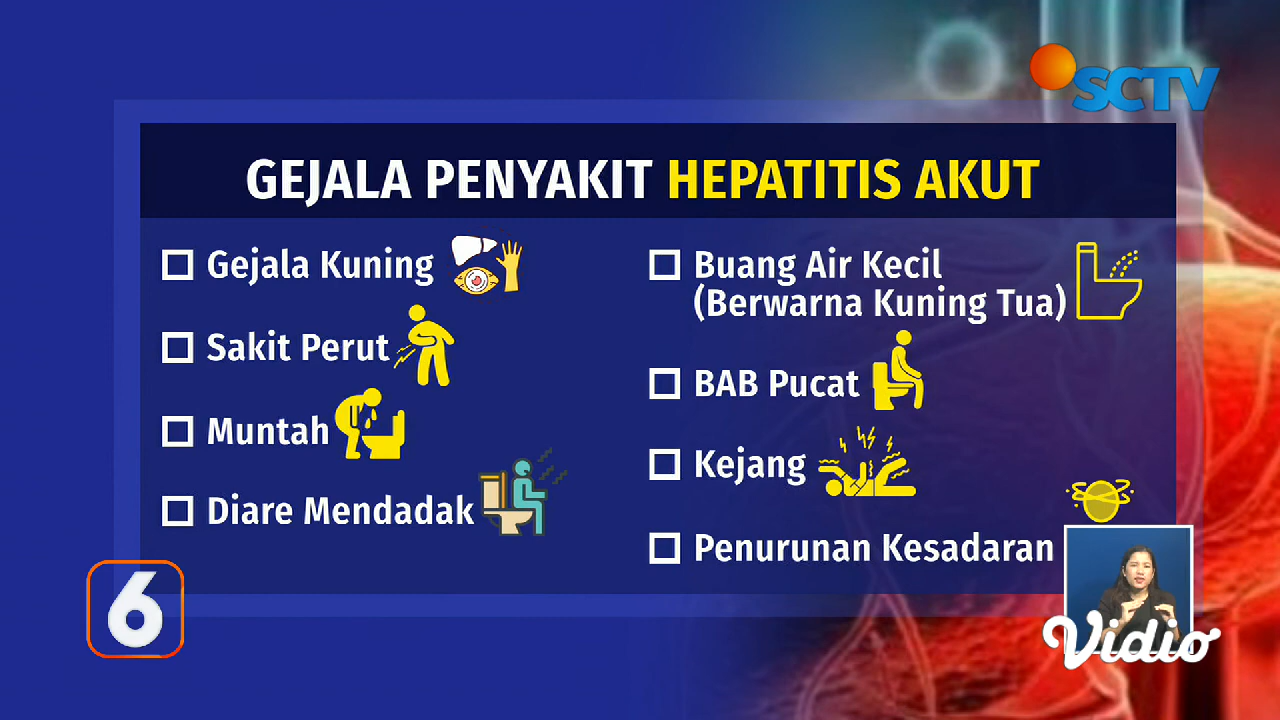 SCTV
GEJALA PENYAKIT HEPATITIS AKUT
Gejala Kuning
Sakit Perut
Muntah
Diare Mendadak
Buang Air Kecil
(Berwarna Kuning Tua)
BAB Pucat
Kejang
Penurunan Kesadaran
6
Vidio